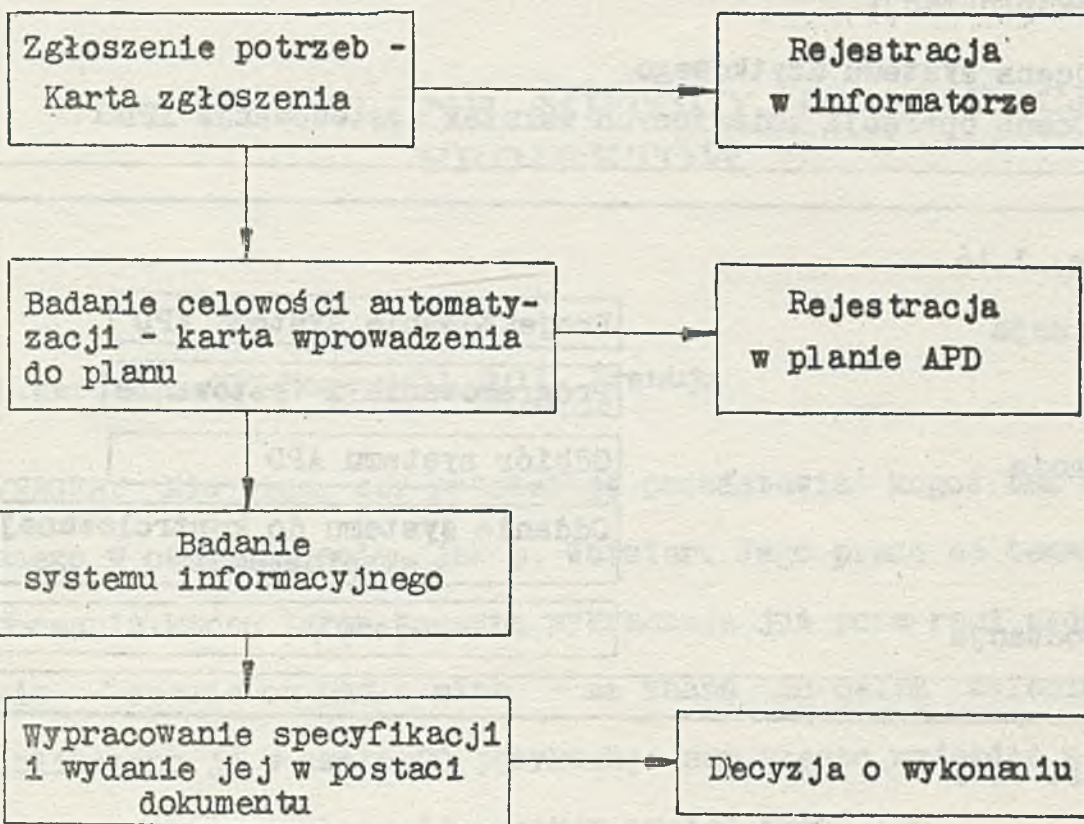 Zgłoszenie potrzeb -
Karta zgłoszenia
Rejestracja
w informatorze
Badanie celowości automaty-
zacji - karta wprowadzenia
do planu
Rejestracja
w planie APD
Badanie
systemu informacyjnego
Wypracowanie specyfikacji
i wydanie jej w postaci
dokumentu
Decyzja o wykonaniu